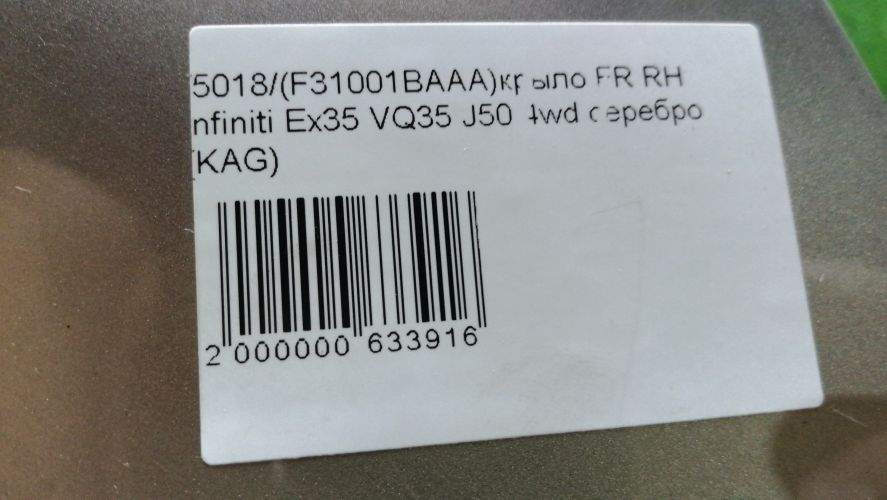 5018/(F31001BAAA)крыло FR RH
nfiniti Ex35 VQ35 J50 4wd серебро
(KAG)
2 000000 633916